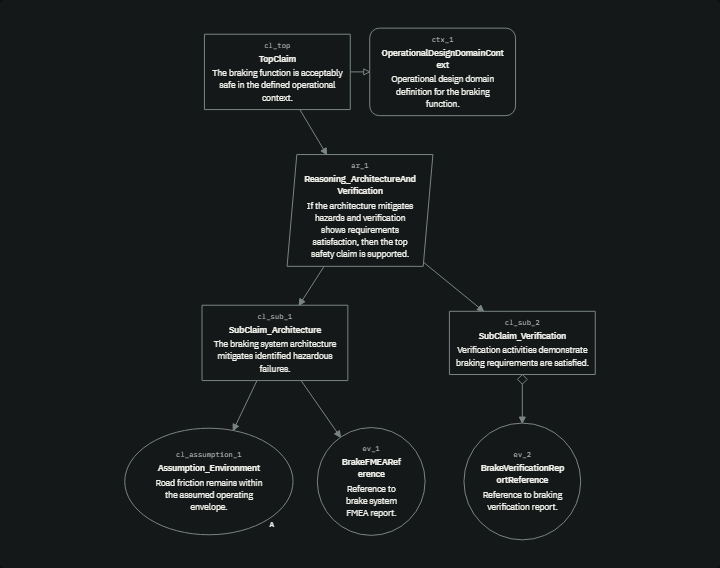 cl_top
TopClaim
The braking function is acceptably
safe in the defined operational
context.
ctx_1
OperationalDesignDomainCont
ext
Operational design domain
definition for the braking
function.
ar_1
Reasoning_ArchitectureAnd
Verification
If the architecture mitigates
hazards and verification
shows requirements
satisfaction, then the top
safety claim is supported.
cl_sub_1
SubClaim_Architecture
The braking system architecture
mitigates identified hazardous
failures.
cl_sub_2
SubClaim_Verification
Verification activities demonstrate
braking requirements are satisfied.
cl_assumption_1
Assumption_Environment
Road friction remains within
the assumed operating
envelope.
A
ev_1
BrakeFMEARef
erence
Reference to
brake system
FMEA report.
ev_2
BrakeVerificationRep
ortReference
Reference to braking
verification report.